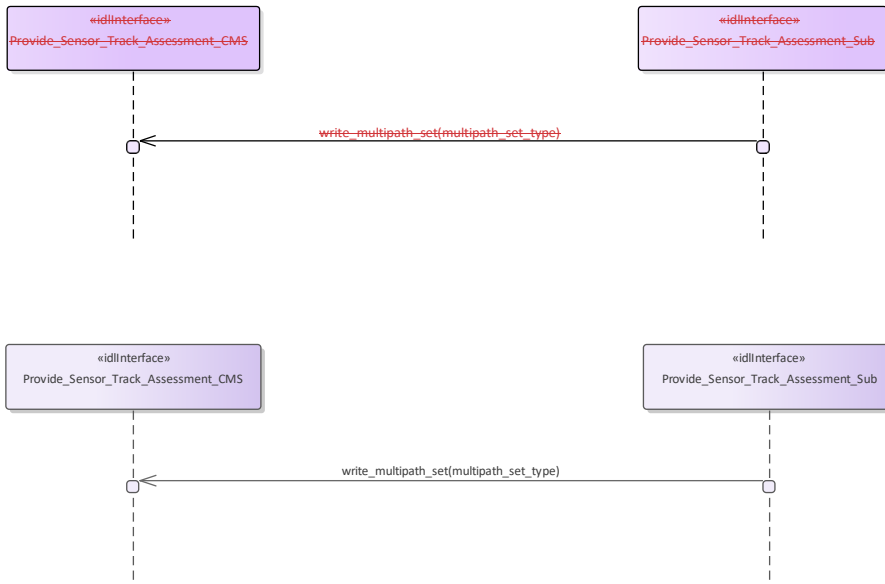 «idlInterface»
Provide_Sensor_Track_Assessment_CMS
«idlInterface»
Provide_Sensor_Track_Assessment_Sub
write_multipath_set(multipath_set_type)
«idlInterface»
Provide_Sensor_Track_Assessment_CMS
«idlInterface»
Provide_Sensor_Track_Assessment_Sub
write_multipath_set(multipath_set_type)